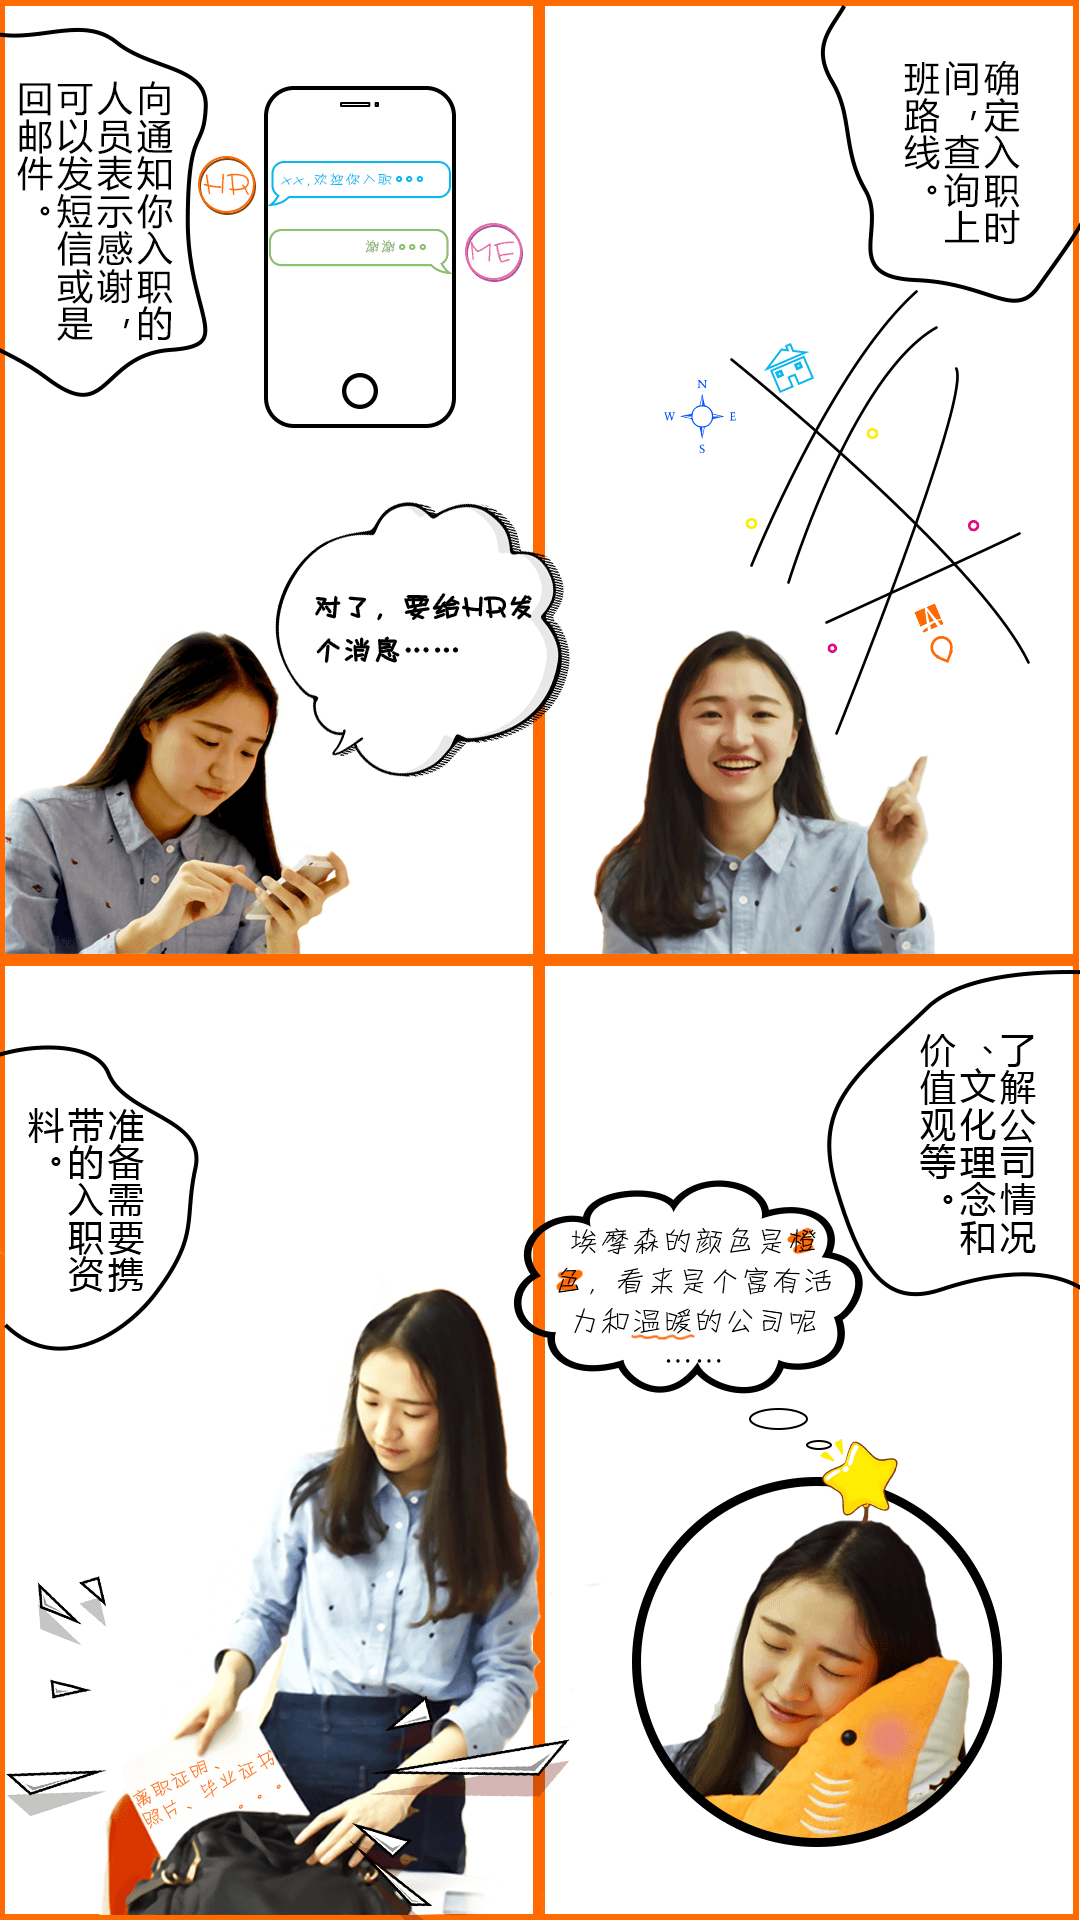 向通知你入职的
人员表示感谢，
可以发短信或是
回邮件。
HR
xx,欢迎你入职
谢谢
ME
对了，要给HR发
个消息……
确定入职时
间，查询上
班路线。
N
W
E
S
准备需要携
带的入职资
料。
离职证明、
照片、毕业证书
。。。
了解公司情况
、文化理念和
价值观等。
埃摩森的颜色是橙
色，看来是个富有活
力和温暖的公司呢
……